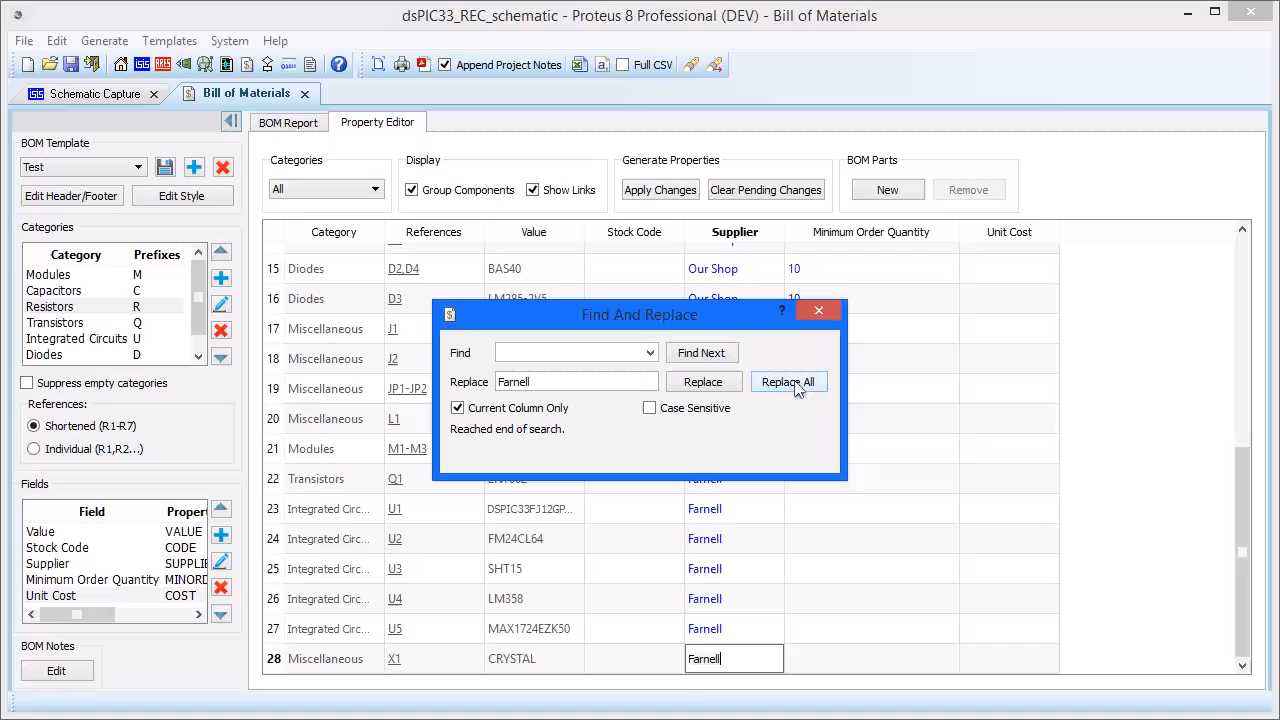 dsPIC33_REC_schematic - Proteus 8 Professional (DEV) - Bill of Materials
File Edit Generate Templates System Help
Append Project Notes Full CSV
Schematic Capture Bill of Materials
BOM Report Property Editor
BOM Template
Test
Edit Header/Footer Edit Style
Categories Display Generate Properties BOM Parts
All Group Components Show Links Apply Changes Clear Pending Changes New Remove
Categories
Category Prefixes
Modules M
Capacitors C
Resistors R
Transistors Q
Integrated Circuits U
Diodes D
Suppress empty categories
References:
Shortened (R1-R7)
Individual (R1,R2...)
Fields
Field Propert
Value VALUE
Stock Code CODE
Supplier SUPPLIE
Minimum Order Quantity MINORD
Unit Cost COST
BOM Notes
Edit
Category References Value Stock Code Supplier Minimum Order Quantity Unit Cost
15 Diodes D2,D4 BAS40 Our Shop 10
16 Diodes D3 LM285-2V5 Our Shop 10
17 Miscellaneous J1
18 Miscellaneous J2
19 Miscellaneous JP1-JP2
20 Miscellaneous L1
21 Modules M1-M3
22 Transistors Q1 Farnell
23 Integrated Circ... U1 DSPIC33FJ12GP... Farnell
24 Integrated Circ... U2 FM24CL64 Farnell
25 Integrated Circ... U3 SHT15 Farnell
26 Integrated Circ... U4 LM358 Farnell
27 Integrated Circ... U5 MAX1724EZK50 Farnell
28 Miscellaneous X1 CRYSTAL Farnell
Find And Replace
Find Find Next
Replace Farnell Replace Replace All
Current Column Only Case Sensitive
Reached end of search.